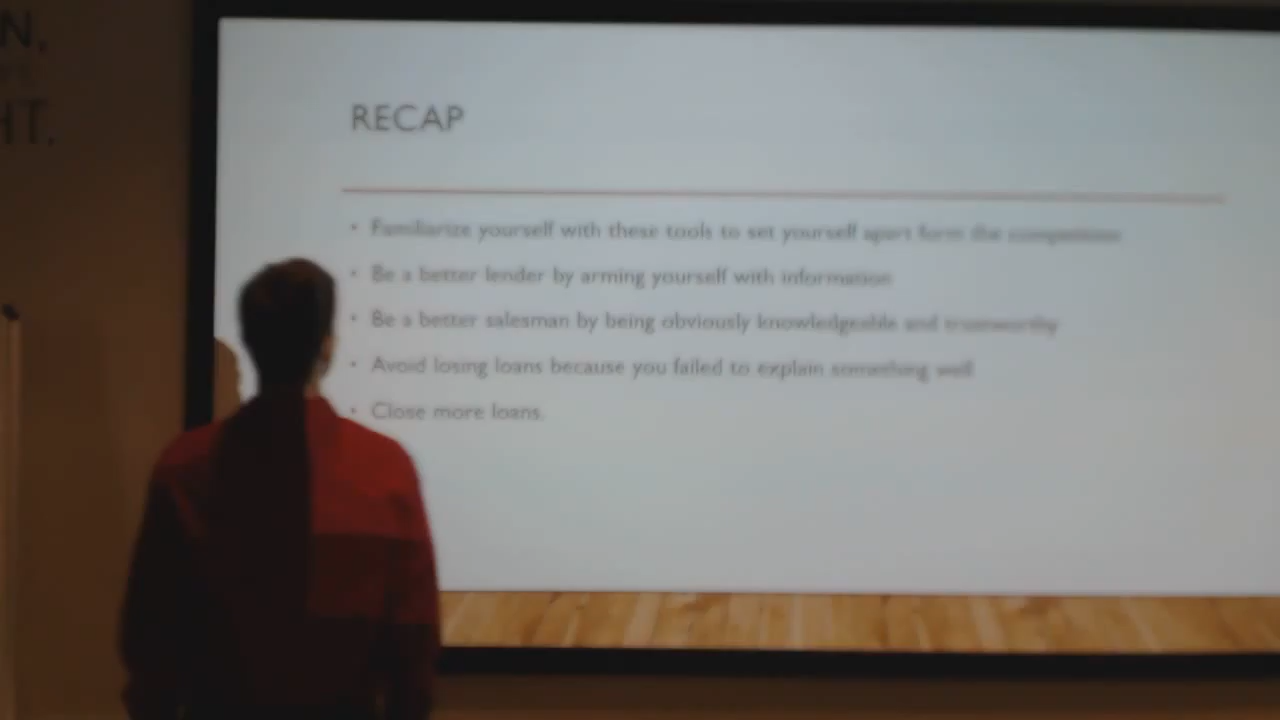 N,
HT.
RECAP
• Familiarize yourself with these tools to set yourself apart form the competition
• Be a better lender by arming yourself with information
• Be a better salesman by being obviously knowledgeable and trustworthy
• Avoid losing loans because you failed to explain something well
• Close more loans.